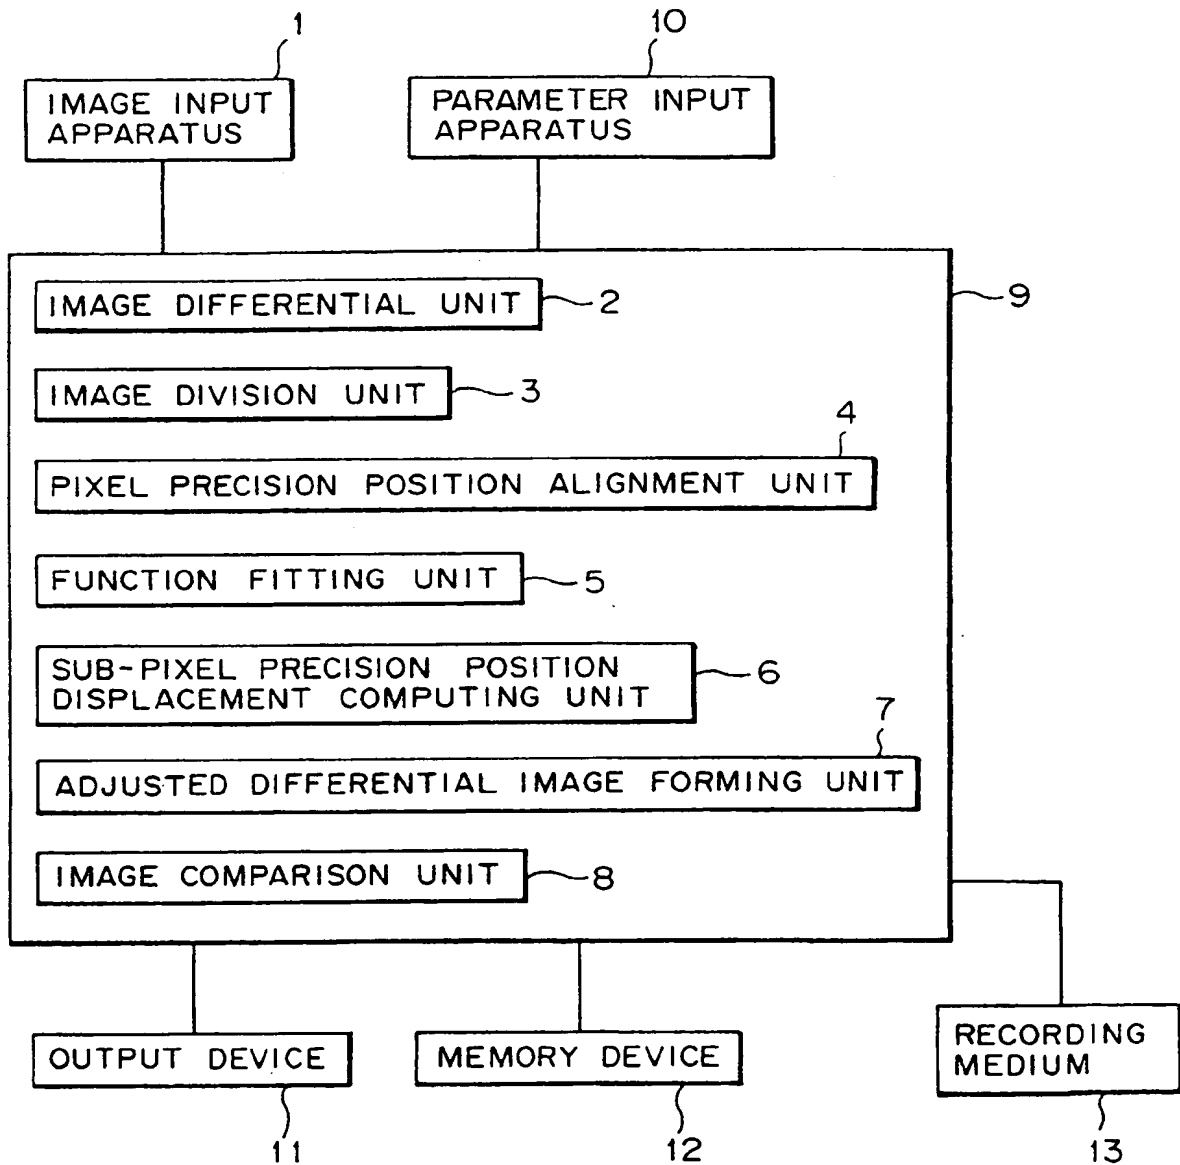 1
10
IMAGE INPUT
APPARATUS
PARAMETER INPUT
APPARATUS
IMAGE DIFFERENTIAL UNIT
2
9
IMAGE DIVISION UNIT
3
4
PIXEL PRECISION POSITION ALIGNMENT UNIT
FUNCTION FITTING UNIT
5
SUB-PIXEL PRECISION POSITION
DISPLACEMENT COMPUTING UNIT
6
7
ADJUSTED DIFFERENTIAL IMAGE FORMING UNIT
IMAGE COMPARISON UNIT
8
OUTPUT DEVICE
MEMORY DEVICE
RECORDING
MEDIUM
11
12
13